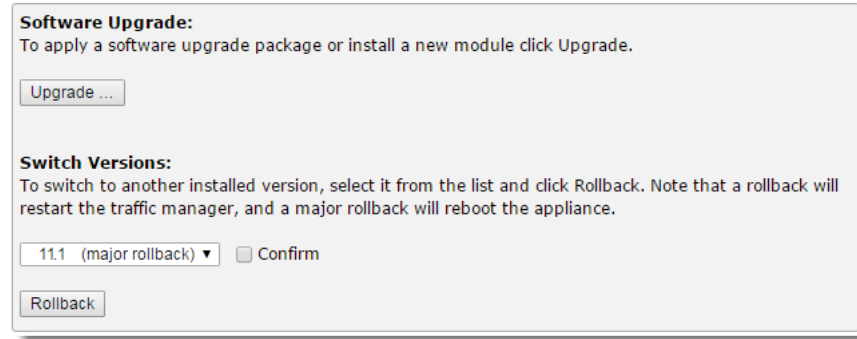 Software Upgrade:
To apply a software upgrade package or install a new module click Upgrade.
Upgrade ...
Switch Versions:
To switch to another installed version, select it from the list and click Rollback. Note that a rollback will
restart the traffic manager, and a major rollback will reboot the appliance.
11.1 (major rollback) ▼ Confirm
Rollback